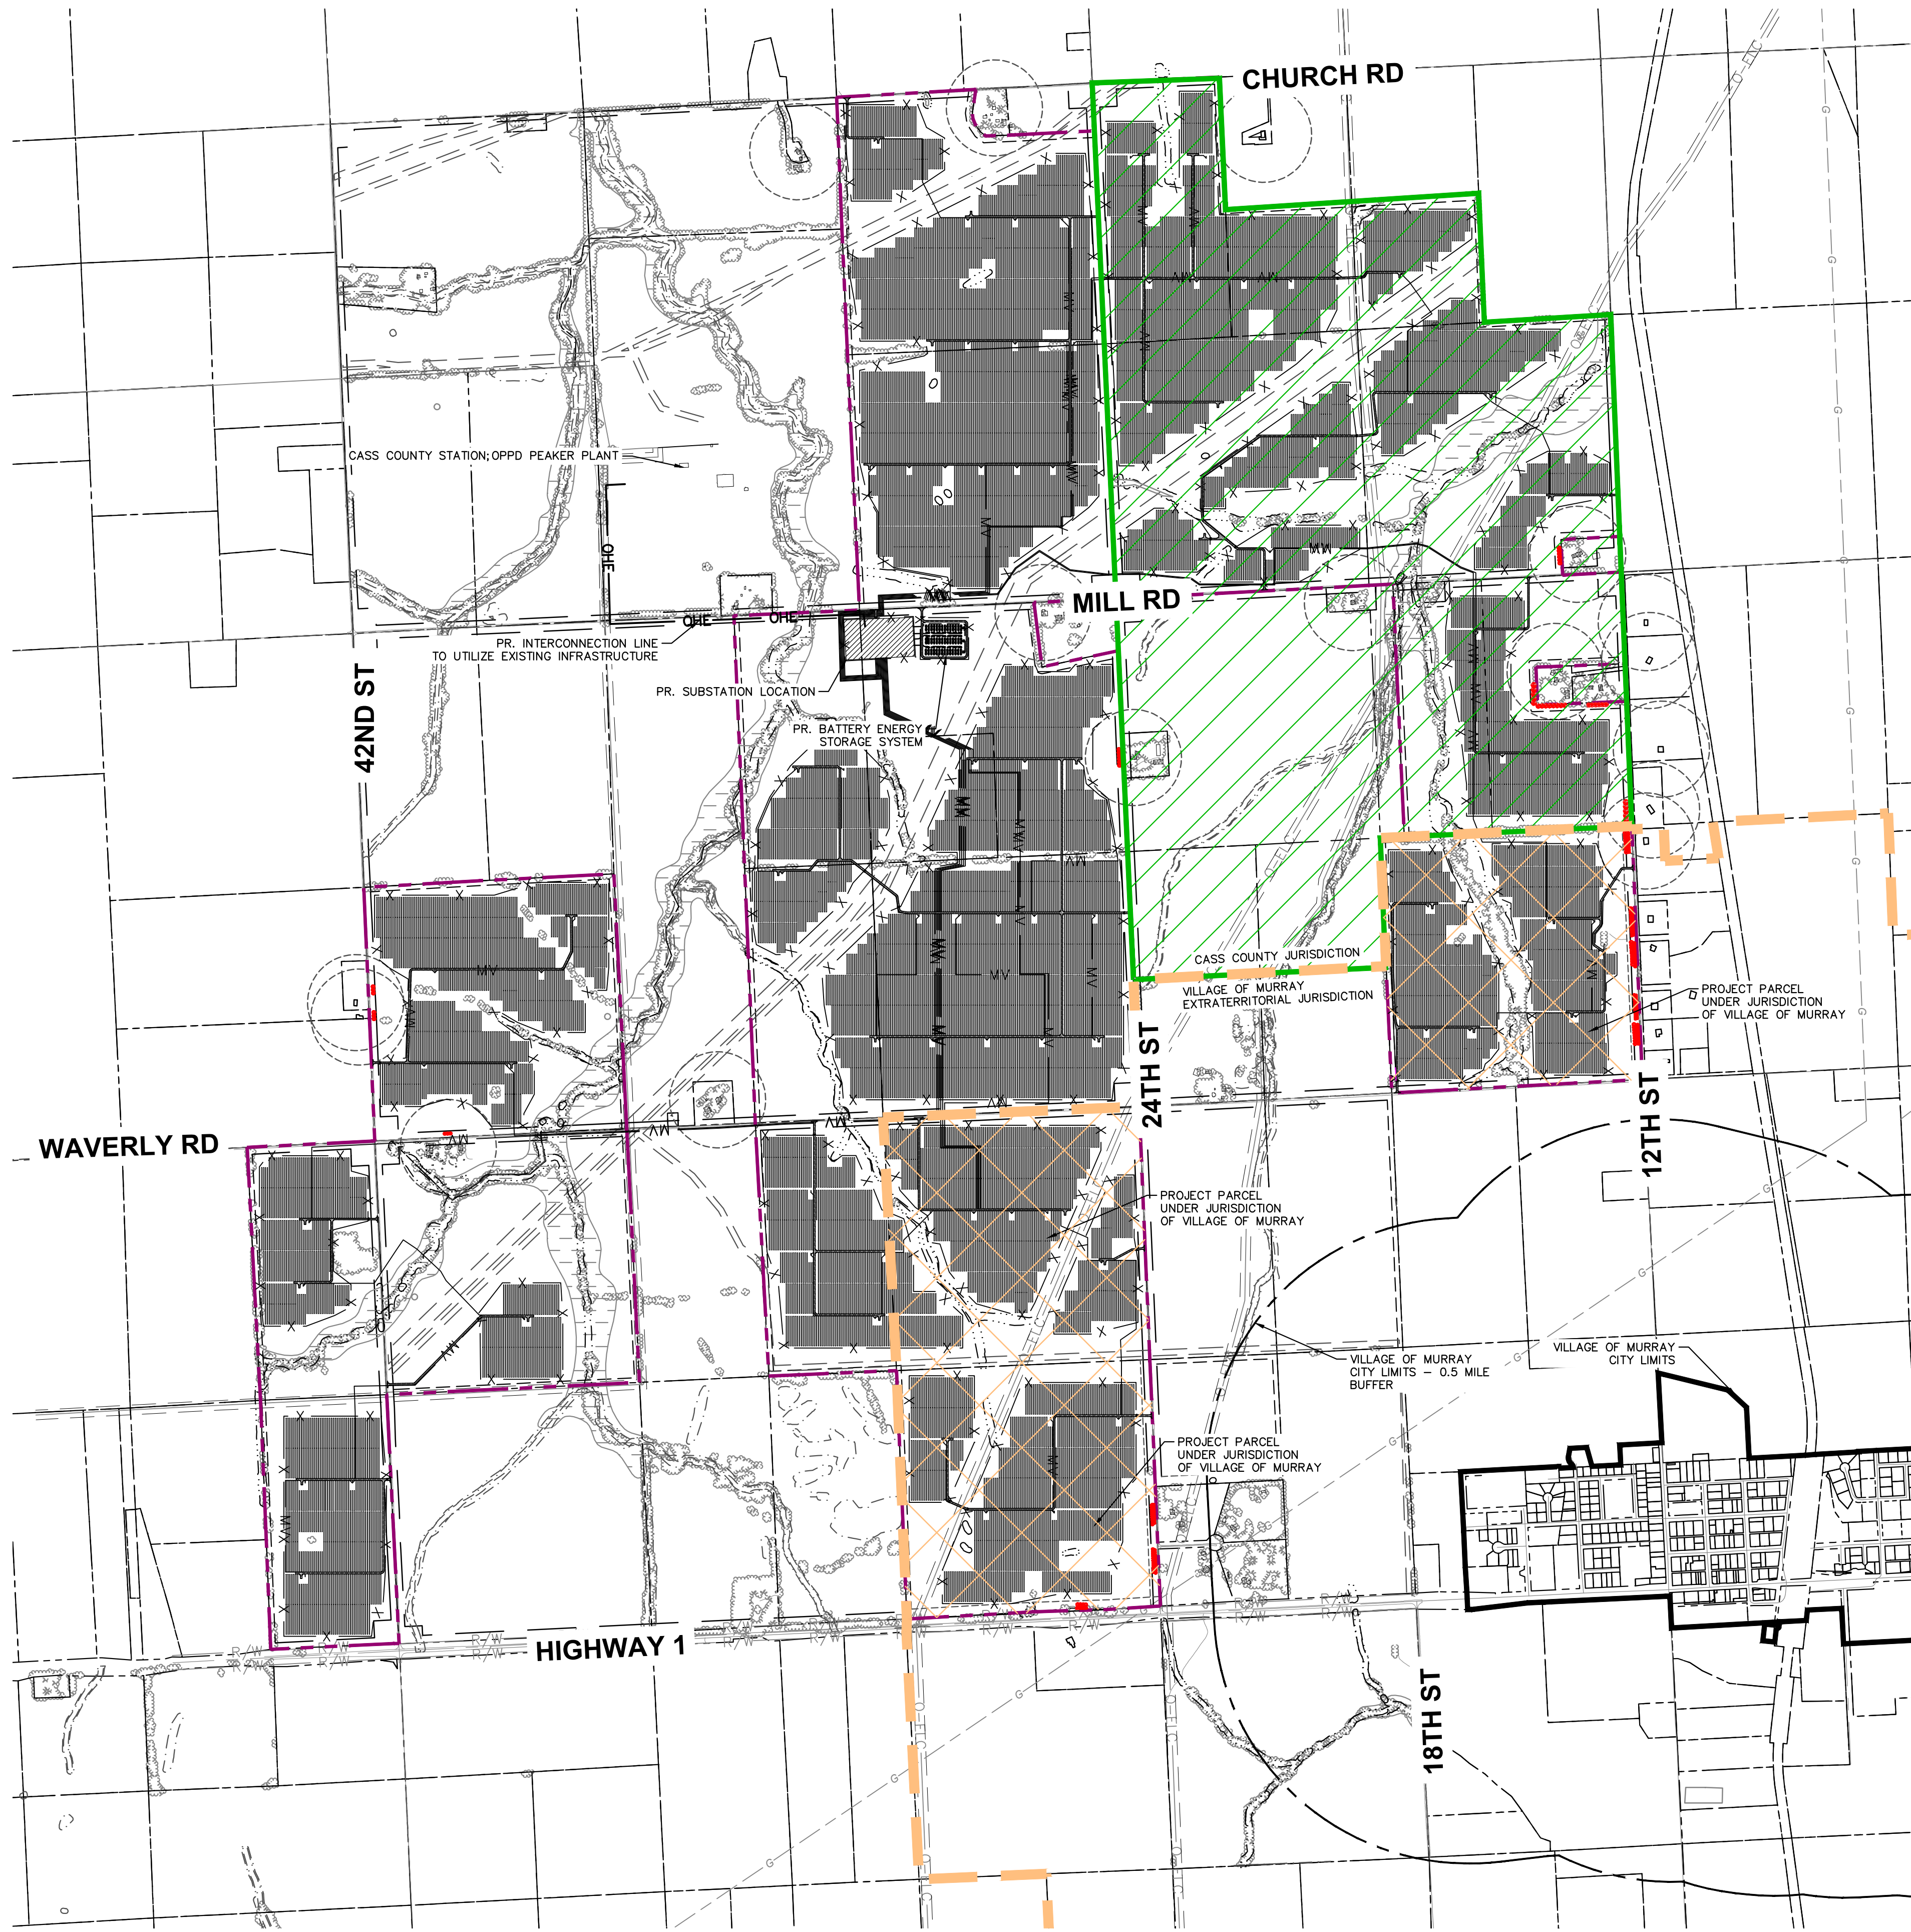 CHURCH RD
CASS COUNTY STATION; OPPD PEAKER PLANT
OHE
MILL RD
OHE
OHE
PR. INTERCONNECTION LINE
TO UTILIZE EXISTING INFRASTRUCTURE
PR. SUBSTATION LOCATION
42ND ST
PR. BATTERY ENERGY
STORAGE SYSTEM
CASS COUNTY JURISDICTION
VILLAGE OF MURRAY
EXTRATERRITORIAL JURISDICTION
PROJECT PARCEL
UNDER JURISDICTION
OF VILLAGE OF MURRAY
24TH ST
12TH ST
WAVERLY RD
PROJECT PARCEL
UNDER JURISDICTION
OF VILLAGE OF MURRAY
VILLAGE OF MURRAY
CITY LIMITS
VILLAGE OF MURRAY
CITY LIMITS - 0.5 MILE
BUFFER
PROJECT PARCEL
UNDER JURISDICTION
OF VILLAGE OF MURRAY
HIGHWAY 1
18TH ST